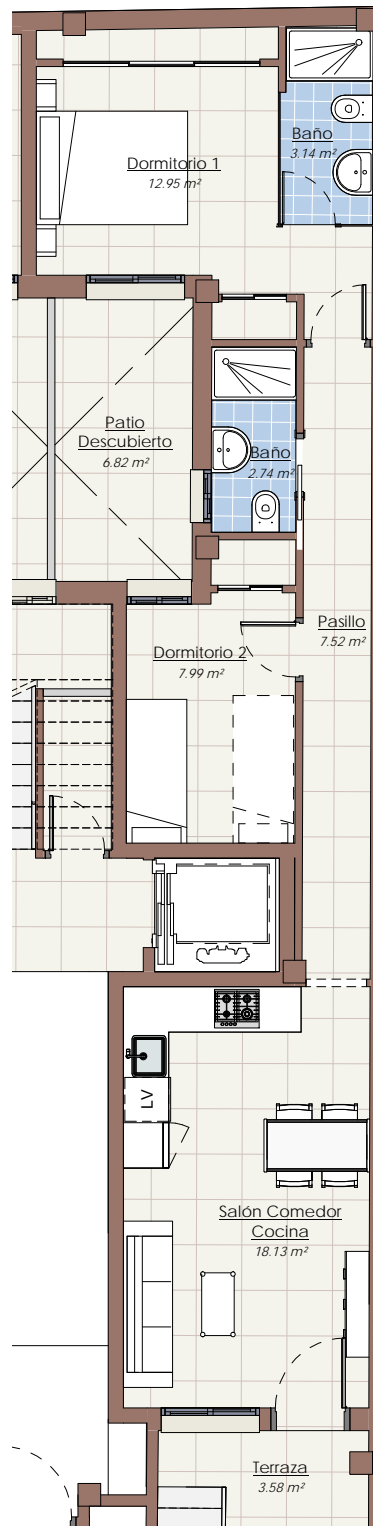 Baño
3.14 m²
Dormitorio 1
12.95 m²
Patio
Descubierto
6.82 m²
Baño
2.74 m²
Pasillo
7.52 m²
Dormitorio 2
7.99 m²
LV
Salón Comedor
Cocina
18.13 m²
Terraza
3.58 m²